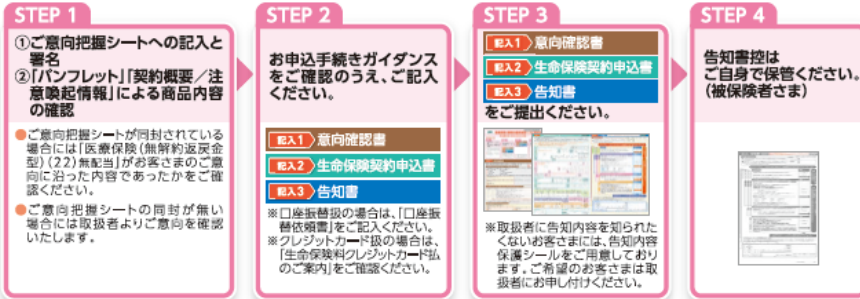 STEP 1
①ご意向把握シートへの記入と
署名
②「パンフレット」「契約概要／注
意喚起情報」による商品内容
の確認
●ご意向把握シートが同封されている
場合には「医療保険(無解約返戻金
型)(22)無配当」がお客さまのご意
向に沿った内容であったかをご確
認ください。
●ご意向把握シートの同封が無い
場合には取扱者よりご意向を確認
いたします。
STEP 2
お申込手続きガイダンス
をご確認のうえ、ご記入
ください。
記入1 意向確認書
記入2 生命保険契約申込書
記入3 告知書
※口座振替扱の場合は、「口座振
替依頼書」をご記入ください。
※クレジットカード扱の場合は、
「生命保険料クレジットカード払
のご案内」をご確認ください。
STEP 3
記入1 意向確認書
記入2 生命保険契約申込書
記入3 告知書
をご提出ください。
※取扱者に告知内容を知られた
くないお客さまには、告知内容
保護シールをご用意しており
ます。ご希望のお客さまは取
扱者にお申し付けください。
STEP 4
告知書控は
ご自身で保管ください。
(被保険者さま)